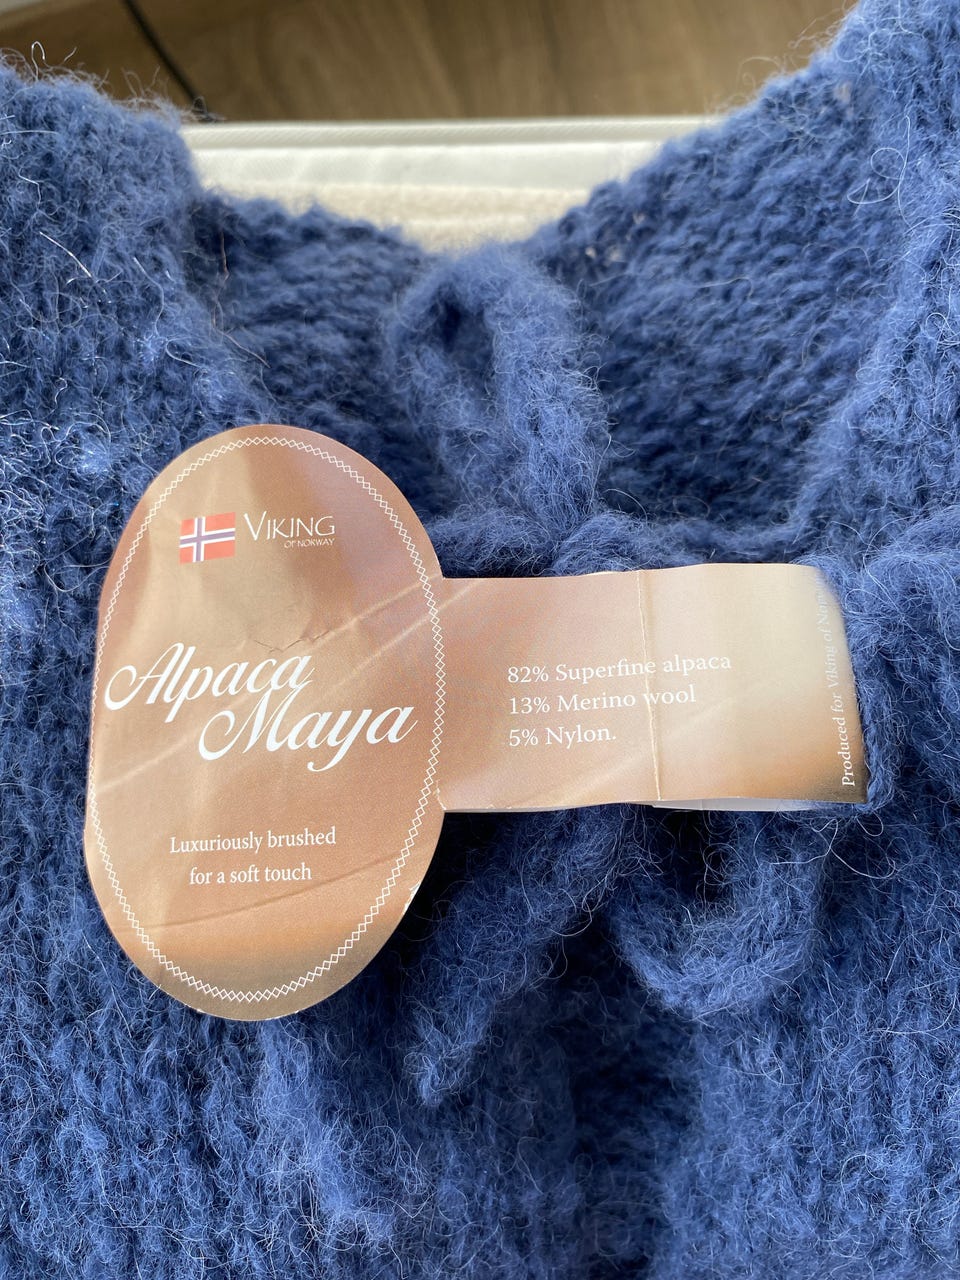 VIKING
OF NORWAY
Alpaca
Maya
Luxuriously brushed
for a soft touch
82% Superfine alpaca
13% Merino wool
5% Nylon.
Produced for Viking of